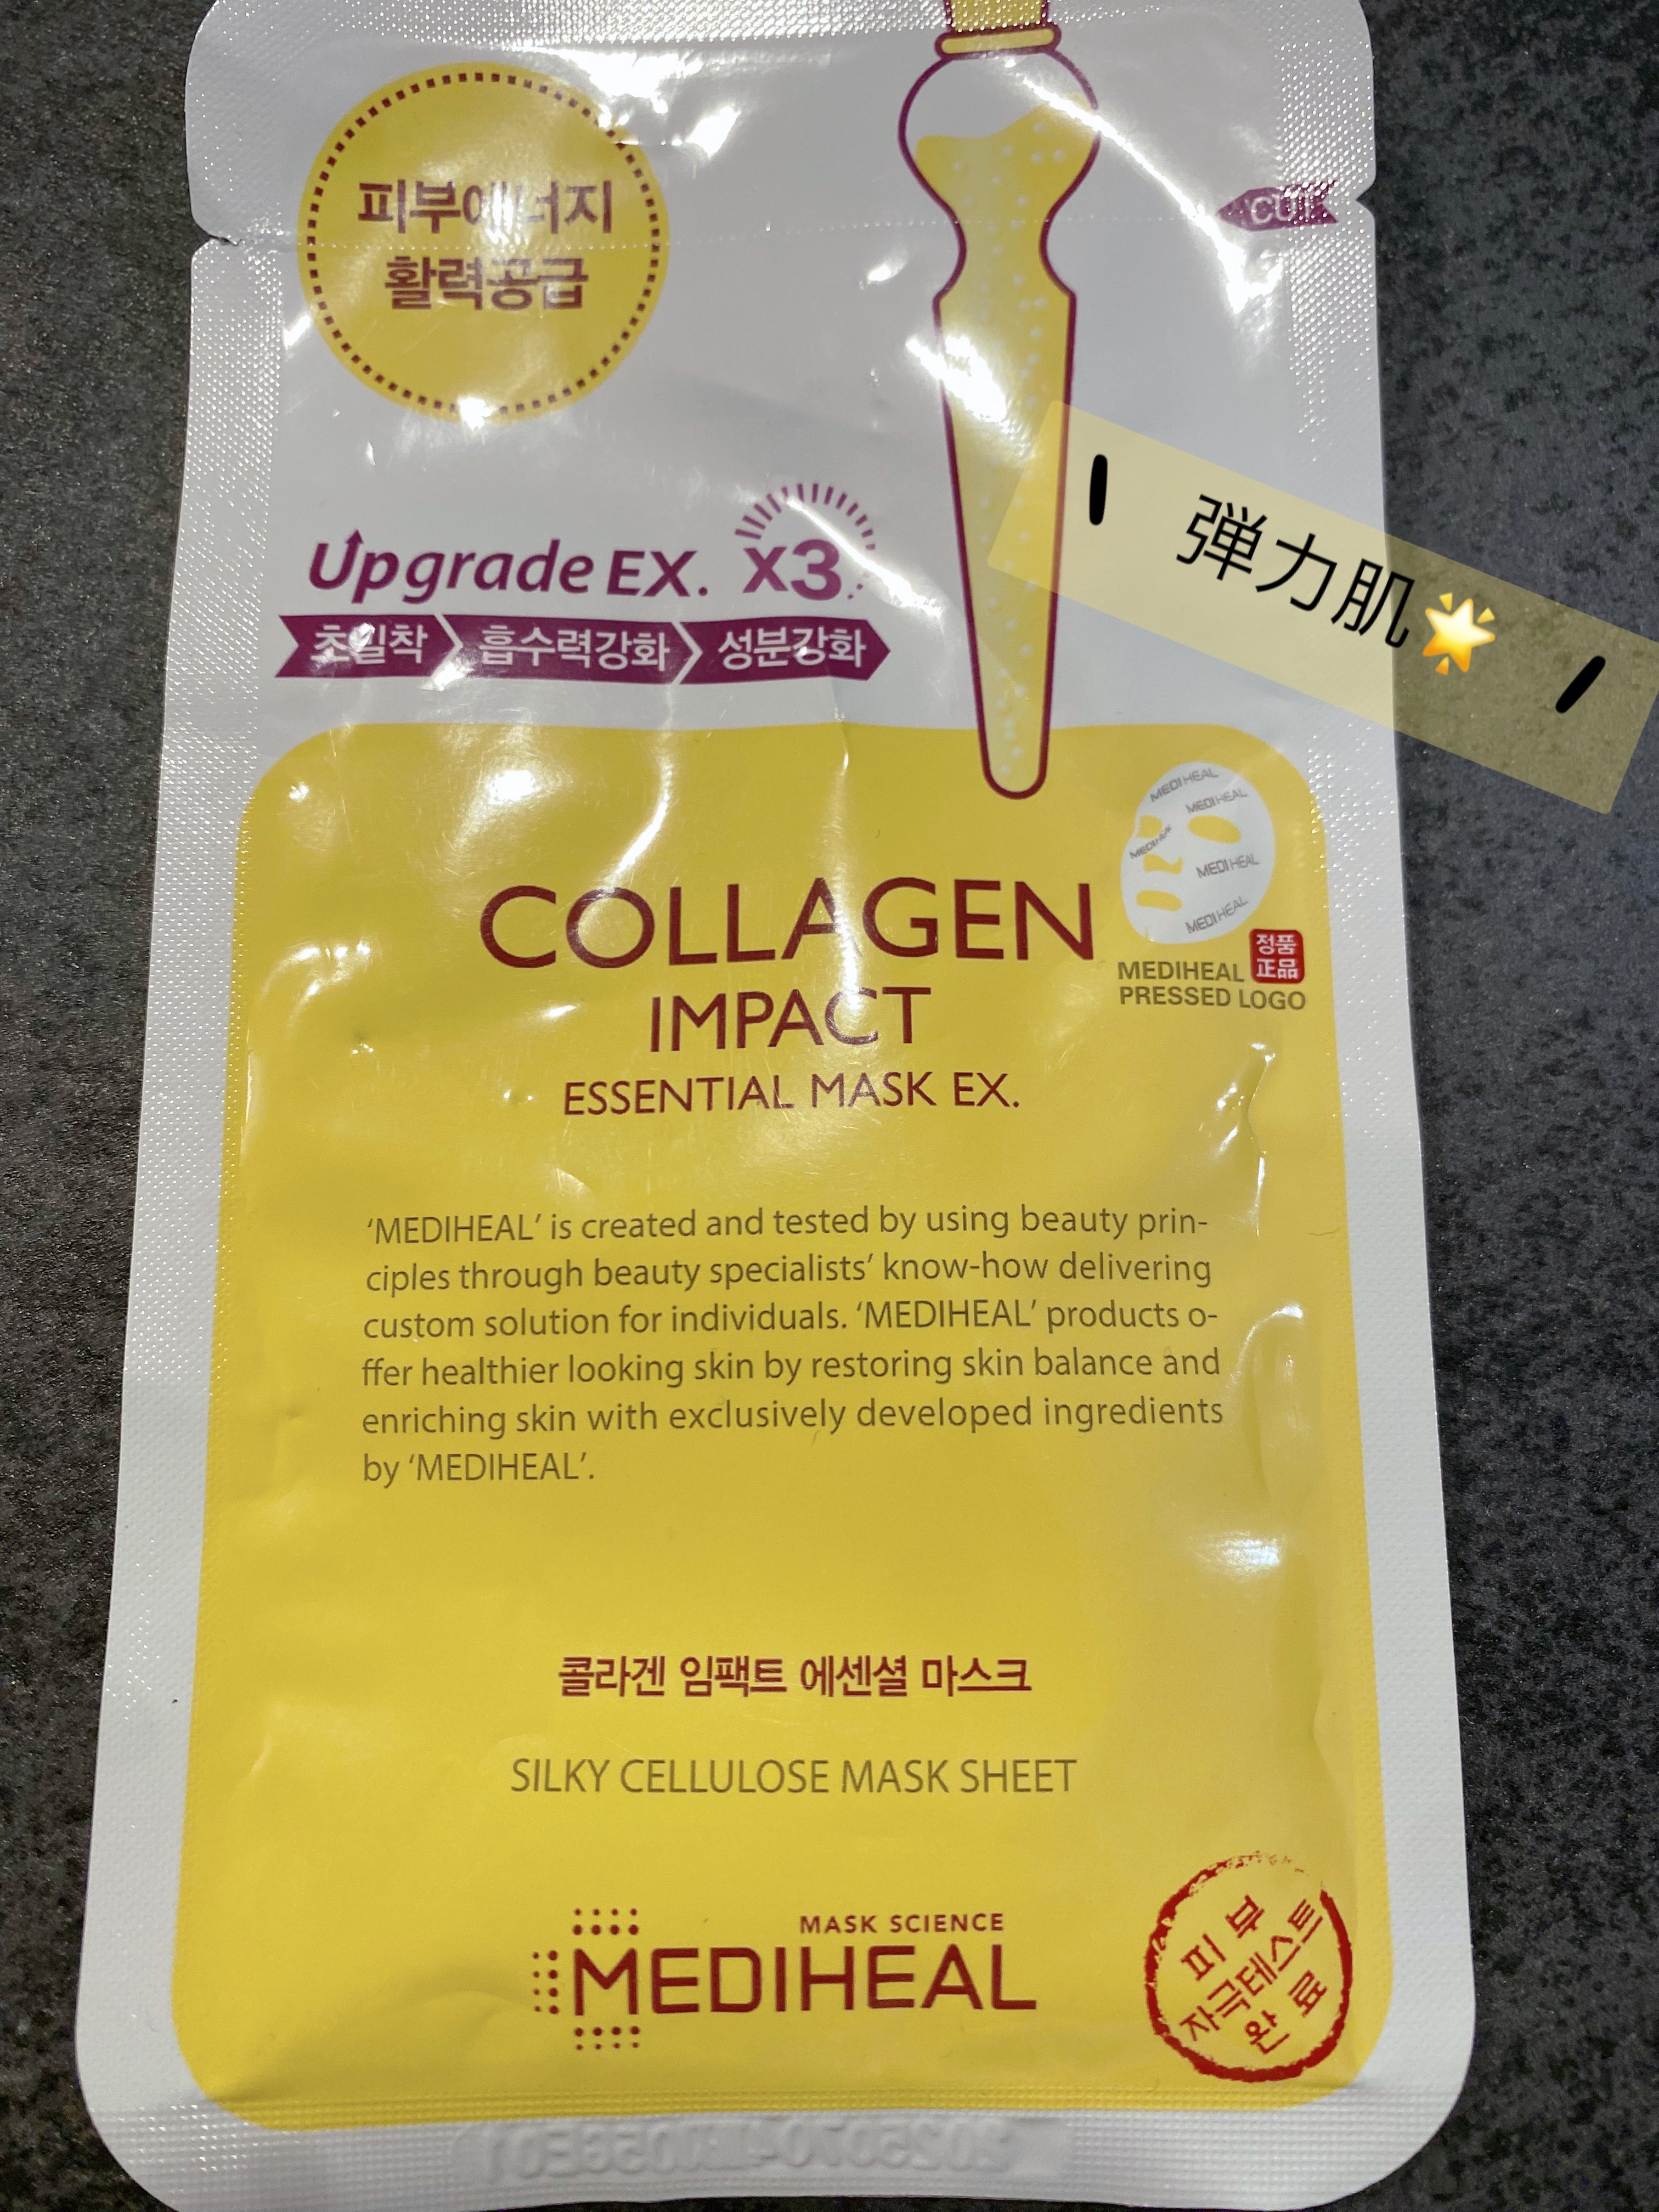 피부에너지
활력공급
CUT
Upgrade EX. x3
초밀착 흡수력강화 성분강화
弾力肌🌟
MEDIHEAL
MEDIHEAL
MEDIHEAL
MEDIHEAL
MEDIHEAL
COLLAGEN
IMPACT
ESSENTIAL MASK EX.
정품
正品
MEDIHEAL
PRESSED LOGO
‘MEDIHEAL’ is created and tested by using beauty prin-
ciples through beauty specialists’ know-how delivering
custom solution for individuals. ‘MEDIHEAL’ products o-
ffer healthier looking skin by restoring skin balance and
enriching skin with exclusively developed ingredients
by ‘MEDIHEAL’.
콜라겐 임팩트 에센셜 마스크
SILKY CELLULOSE MASK SHEET
MASK SCIENCE
MEDIHEAL
피부
자극테스트
완료